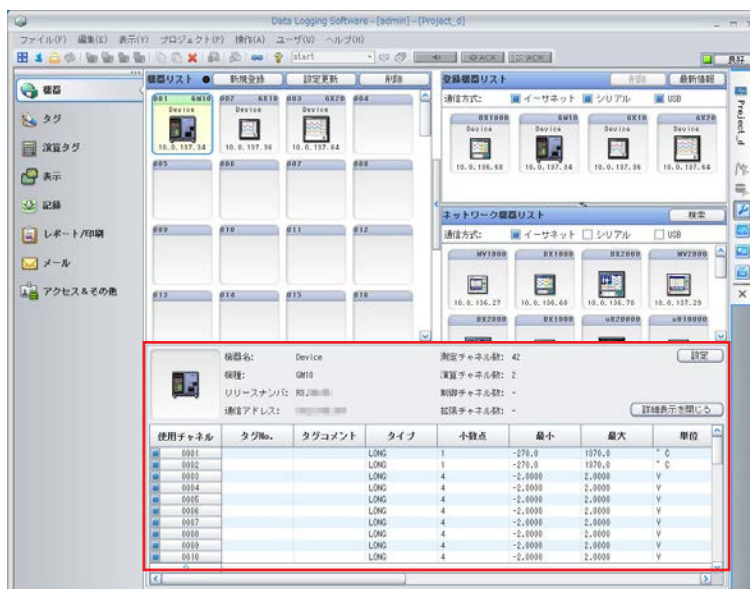 Data Logging Software-[admin]-[Project_d]
ファイル(F) 編集(E) 表示(V) プロジェクト(P) 操作(A) ユーザ(U) ヘルプ(H)
start
ACK
ACK
良好
機器
タグ
演算タグ
表示
記録
レポート/印刷
メール
アクセス&その他
機器リスト 新規登録 設定更新 削除
001 GM10 002 GX10 003 GX20 004
Device Device Device
10.0.137.34 10.0.137.36 10.0.137.64
005 006 007 008
009 010 011 012
013 014 015 016
登録機器リスト 削除 最新情報
通信方式: イーサネット シリアル USB
DX1000 GM10 GX10 GX20
Device Device Device Device
10.0.136.68 10.0.137.34 10.0.137.36 10.0.137.64
ネットワーク機器リスト 検索
通信方式: イーサネット シリアル USB
MV1000 DX1000 DX2000 MV2000
10.0.136.27 10.0.136.68 10.0.136.70 10.0.137.29
DX2000 DX1000 uR20000 uR10000
Project_d
機器名: Device 測定チャネル数: 42 設定
機種: GM10 演算チャネル数: 2
リリースナンバ: R3. 制御チャネル数: -
通信アドレス: 拡張チャネル数: - 詳細表示を閉じる
使用チャネル タグNo. タグコメント タイプ 小数点 最小 最大 単位
0001 LONG 1 -270.0 1370.0 °C
0002 LONG 1 -270.0 1370.0 °C
0003 LONG 4 -2.0000 2.0000 V
0004 LONG 4 -2.0000 2.0000 V
0005 LONG 4 -2.0000 2.0000 V
0006 LONG 4 -2.0000 2.0000 V
0007 LONG 4 -2.0000 2.0000 V
0008 LONG 4 -2.0000 2.0000 V
0009 LONG 4 -2.0000 2.0000 V
0010 LONG 4 -2.0000 2.0000 V